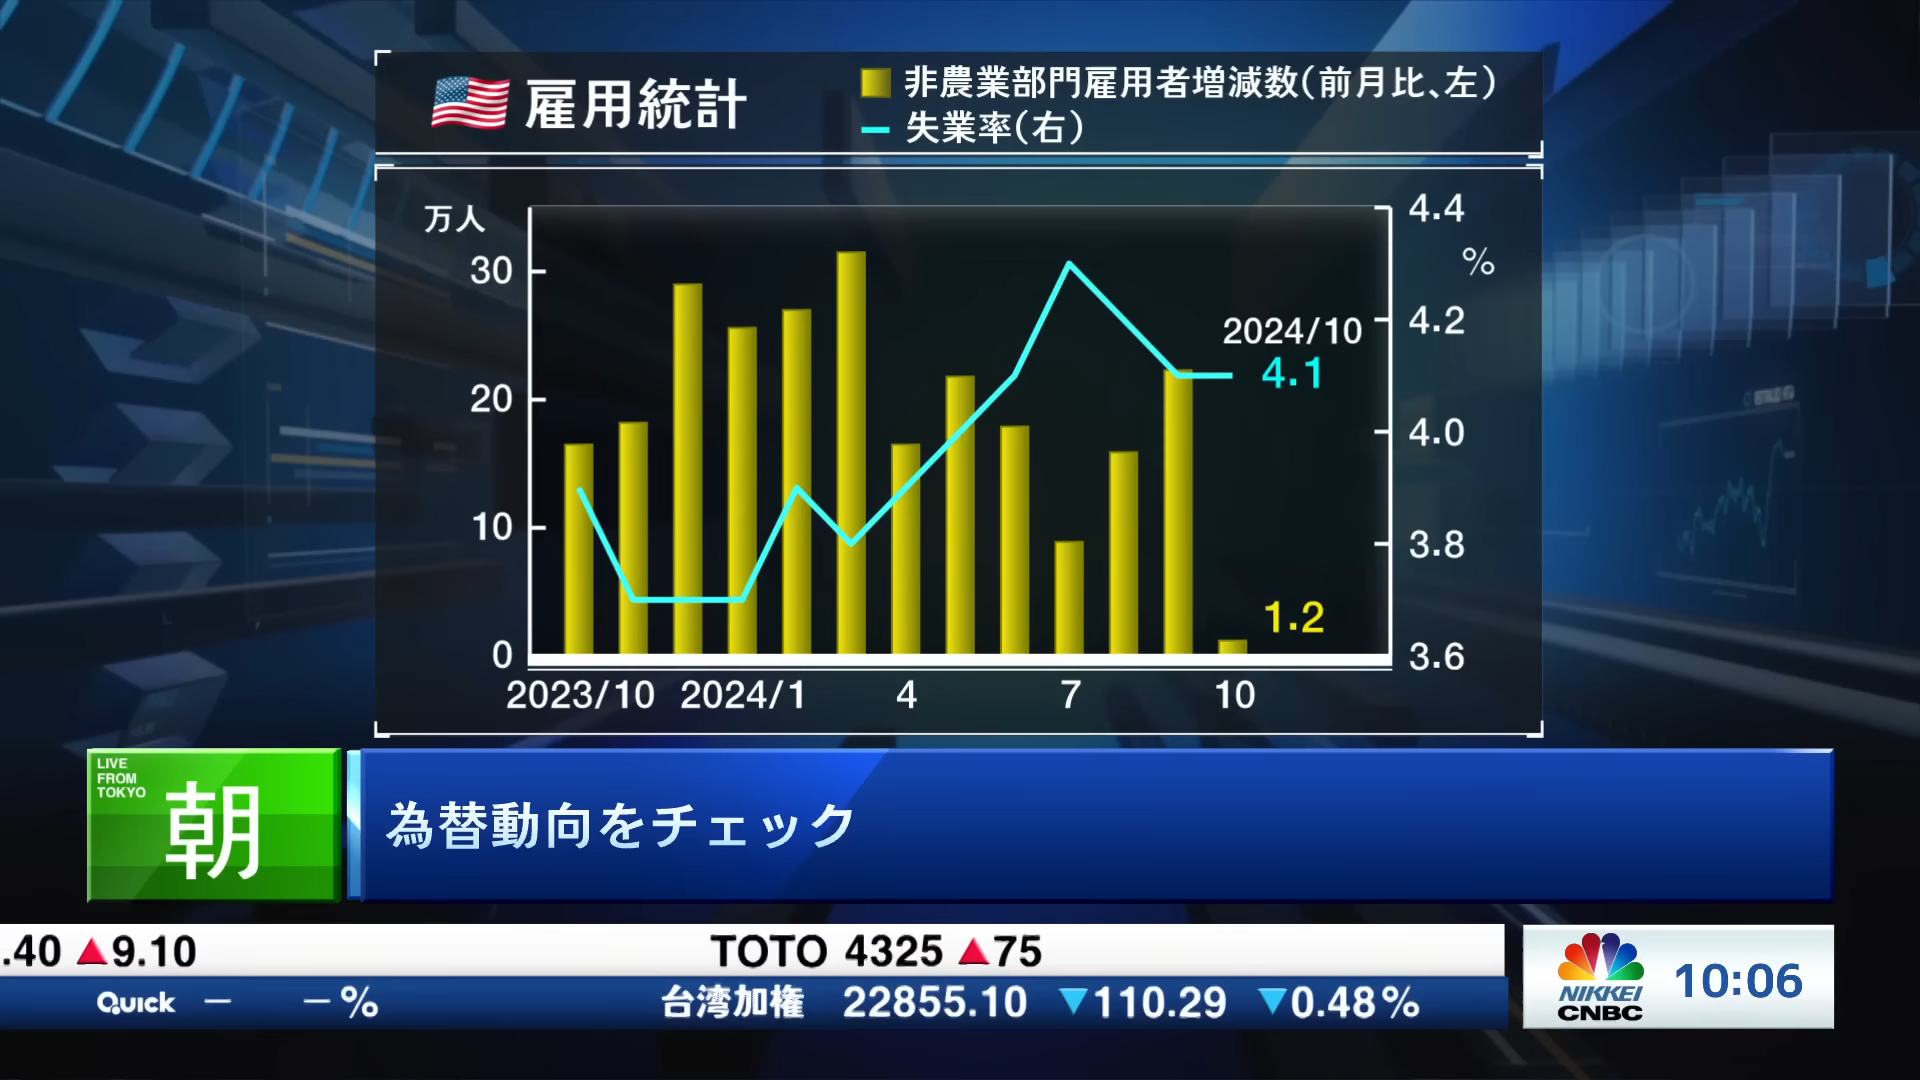 雇用統計
非農業部門雇用者増減数(前月比、左)
失業率(右)
万人
30
20
10
0
4.4
%
4.2
4.0
3.8
3.6
2024/10
4.1
1.2
2023/10 2024/1 4 7 10
LIVE
FROM
TOKYO
朝
為替動向をチェック
.40 ▲9.10 TOTO 4325 ▲75
QUICK − −% 台湾加権 22855.10 ▼110.29 ▼0.48%
NIKKEI
CNBC
10:06